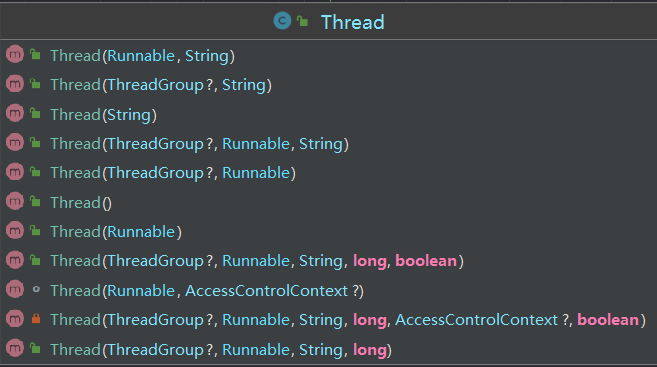 C Thread
m Thread(Runnable, String)
m Thread(ThreadGroup?, String)
m Thread(String)
m Thread(ThreadGroup?, Runnable, String)
m Thread(ThreadGroup?, Runnable)
m Thread()
m Thread(Runnable)
m Thread(ThreadGroup?, Runnable, String, long, boolean)
m Thread(Runnable, AccessControlContext?)
m Thread(ThreadGroup?, Runnable, String, long, AccessControlContext?, boolean)
m Thread(ThreadGroup?, Runnable, String, long)